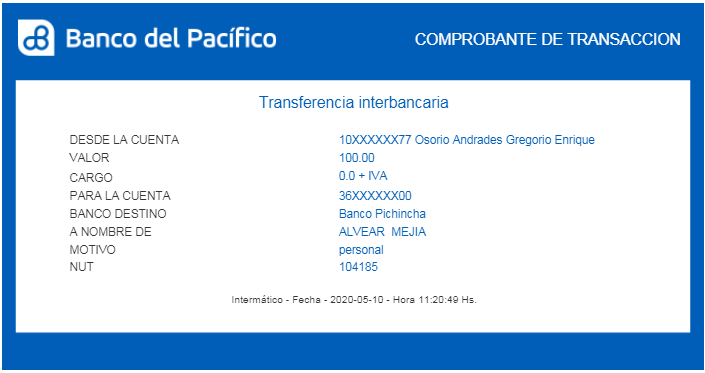 Banco del Pacífico
COMPROBANTE DE TRANSACCION
Transferencia interbancaria
DESDE LA CUENTA 10XXXXXX77 Osorio Andrades Gregorio Enrique
VALOR 100.00
CARGO 0.0 + IVA
PARA LA CUENTA 36XXXXXX00
BANCO DESTINO Banco Pichincha
A NOMBRE DE ALVEAR MEJIA
MOTIVO personal
NUT 104185
Intermático - Fecha - 2020-05-10 - Hora 11:20:49 Hs.